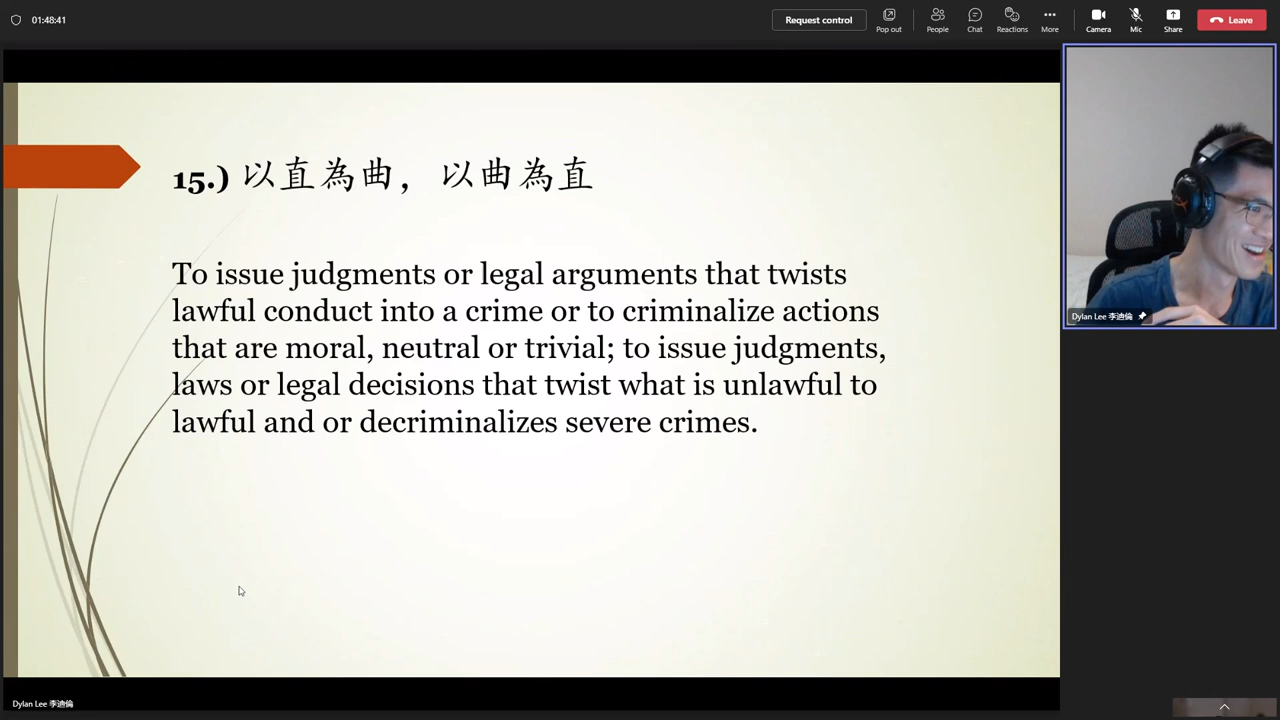 01:48:41
Request control
Pop out
People
Chat
Reactions
More
Camera
Mic
Share
Leave
15.) 以直為曲，以曲為直
To issue judgments or legal arguments that twists
lawful conduct into a crime or to criminalize actions
that are moral, neutral or trivial; to issue judgments,
laws or legal decisions that twist what is unlawful to
lawful and or decriminalizes severe crimes.
Dylan Lee 李迪倫
Dylan Lee 李迪倫